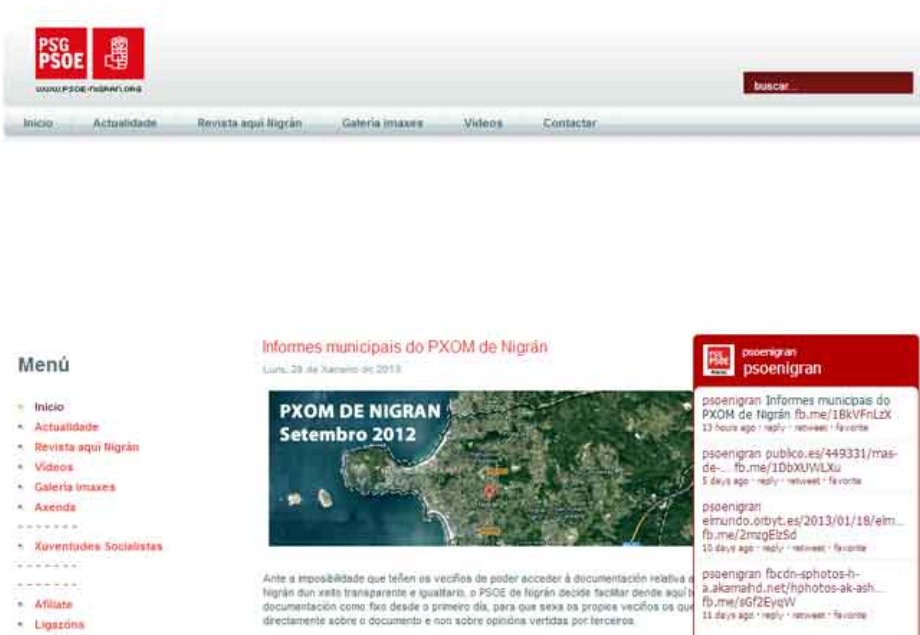 PSG
PSOE
www.PSOE-nigran.org
buscar...
Inicio
Actualidade
Revista aquí Nigrán
Galería imaxes
Videos
Contactar
Menú
Inicio
Actualidade
Revista aquí Nigrán
Videos
Galería imaxes
Axenda
- - - - - - -
Xuventudes Socialistas
- - - - - - -
- - - - - - -
Afíliate
Ligazóns
Informes municipais do PXOM de Nigrán
Luns, 28 de Xaneiro de 2013
PXOM DE NIGRAN
Setembro 2012
Ante a imposibilidade que teñen os veciños de poder acceder á documentación relativa a
Nigrán dun xeito transparente e igualitario, o PSOE de Nigrán decide facilitar dende aquí t
documentación como fixo desde o primeiro día, para que sexa os propios veciños os que
directamente sobre o documento e non sobre opinións vertidas por terceiros
psoenigran
psoenigran
psoenigran Informes municipais do
PXOM de Nigrán fb.me/1BkVFnLzX
13 hours ago · reply · retweet · favorite
psoenigran publico.es/449331/mas-
de-... fb.me/1DbXUWLXu
5 days ago · reply · retweet · favorite
psoenigran
elmundo.orbyt.es/2013/01/18/elm...
fb.me/2mzgElzSd
10 days ago · reply · retweet · favorite
psoenigran fbcdn-sphotos-h-
a.akamaihd.net/hphotos-ak-ash...
fb.me/sGf2EyqW
11 days ago · reply · retweet · favorite